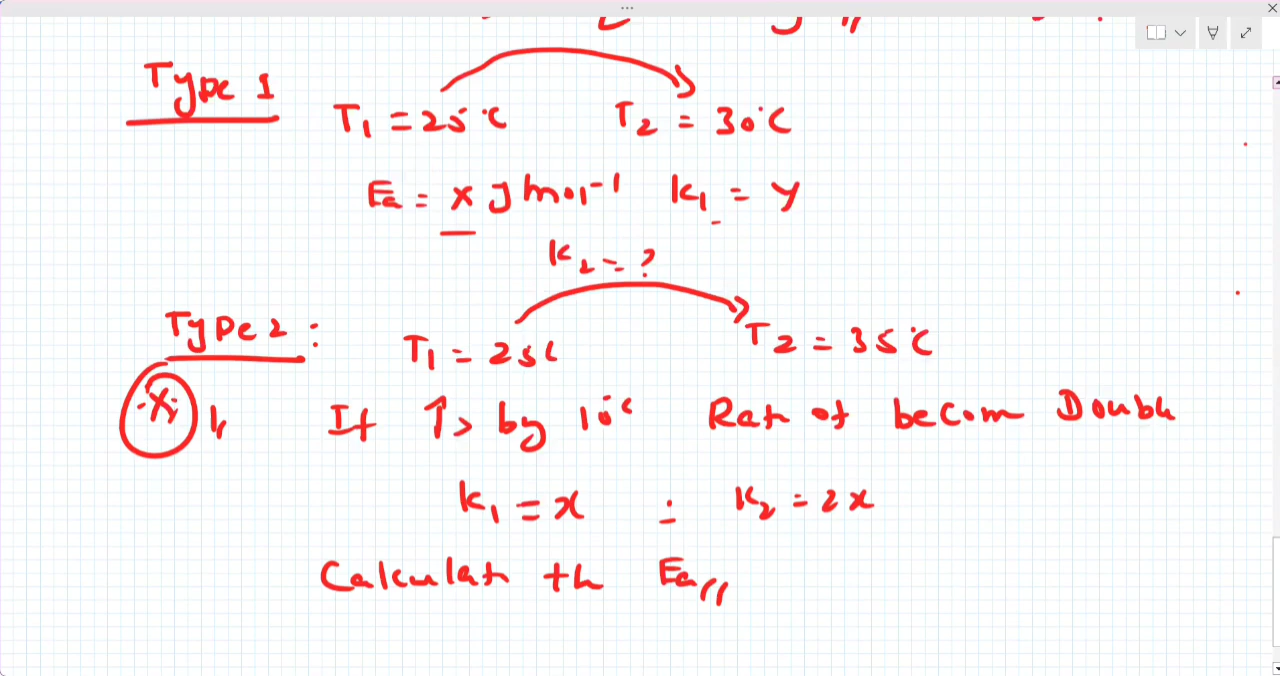 Type 1
T₁ = 25°C T₂ = 30°C
Ea = x J mol⁻¹ K₁ = y
K₂ = ?
Type 2:
T₁ = 25C T₂ = 35°C
If ↑s by 10°C Rate of becom Double
K₁ = x : K₂ = 2x
Calculate the Ea//